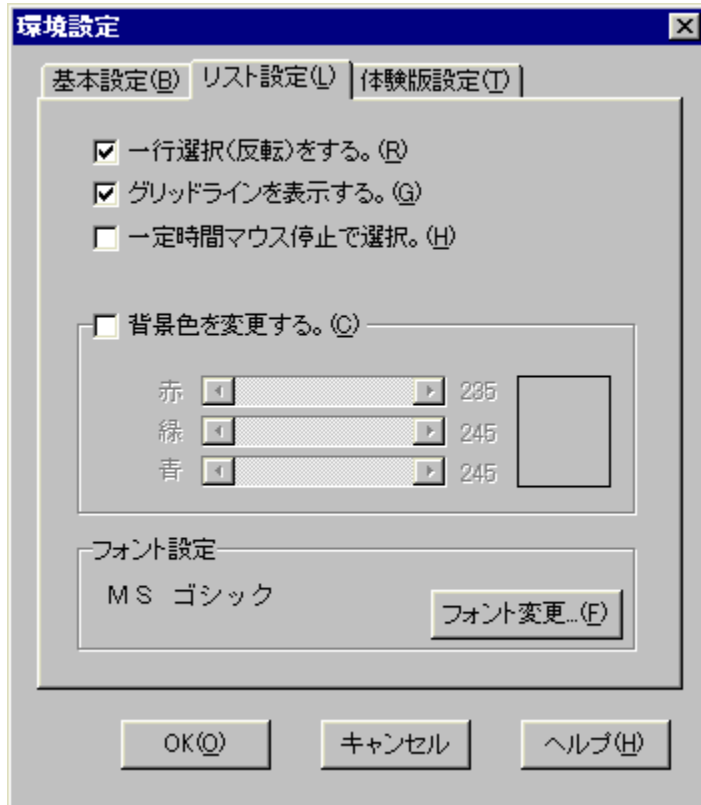 環境設定
基本設定(B) リスト設定(L) 体験版設定(T)
一行選択(反転)をする。(R)
グリッドラインを表示する。(G)
一定時間マウス停止で選択。(H)
背景色を変更する。(C)
赤 235
緑 245
青 245
フォント設定
ＭＳ ゴシック
フォント変更...(F)
OK(O) キャンセル ヘルプ(H)